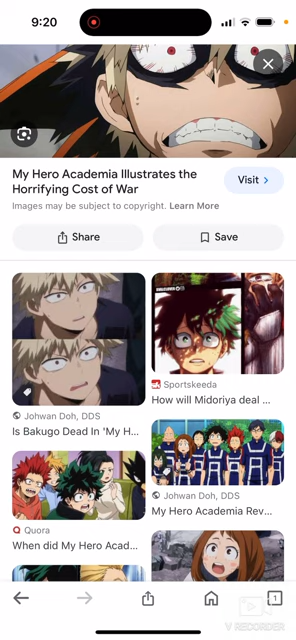 9:20
My Hero Academia Illustrates the
Horrifying Cost of War
Visit >
Images may be subject to copyright. Learn More
Share
Save
Sportskeeda
How will Midoriya deal ...
Johwan Doh, DDS
Is Bakugo Dead In 'My H...
Johwan Doh, DDS
My Hero Academia Rev...
Quora
When did My Hero Acad...
1
V RECORDER